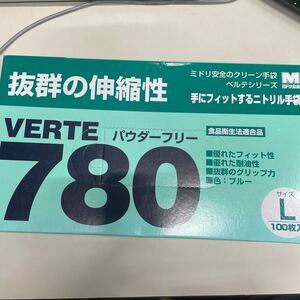 抜群の伸縮性
ミドリ安全のクリーン手袋
ベルテシリーズ
手にフィットするニトリル手袋
VERTE
パウダーフリー
780
食品衛生法適合品
■優れたフィット性
■優れた耐油性
■抜群のグリップ力
■色：ブルー
サイズ
L
100枚入